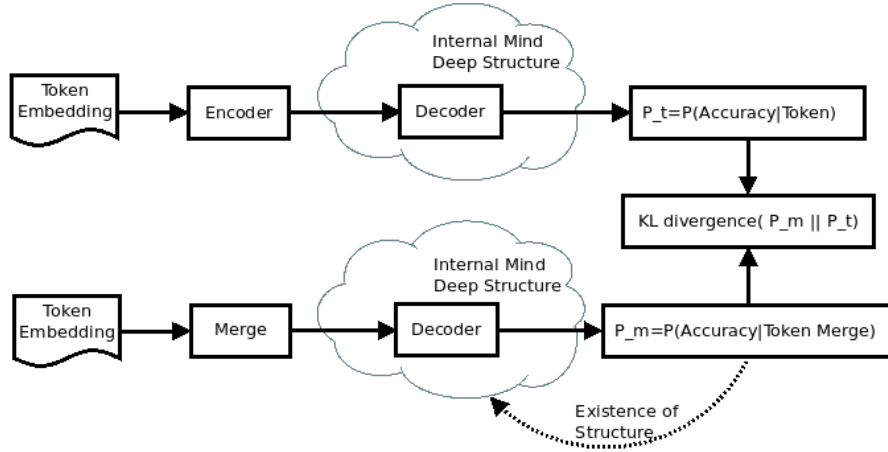 Internal Mind
Deep Structure
Token
Embedding
Encoder
Decoder
P_t=P(Accuracy|Token)
KL divergence( P_m || P_t)
Internal Mind
Deep Structure
Token
Embedding
Merge
Decoder
P_m=P(Accuracy|Token Merge)
Existence of
Structure